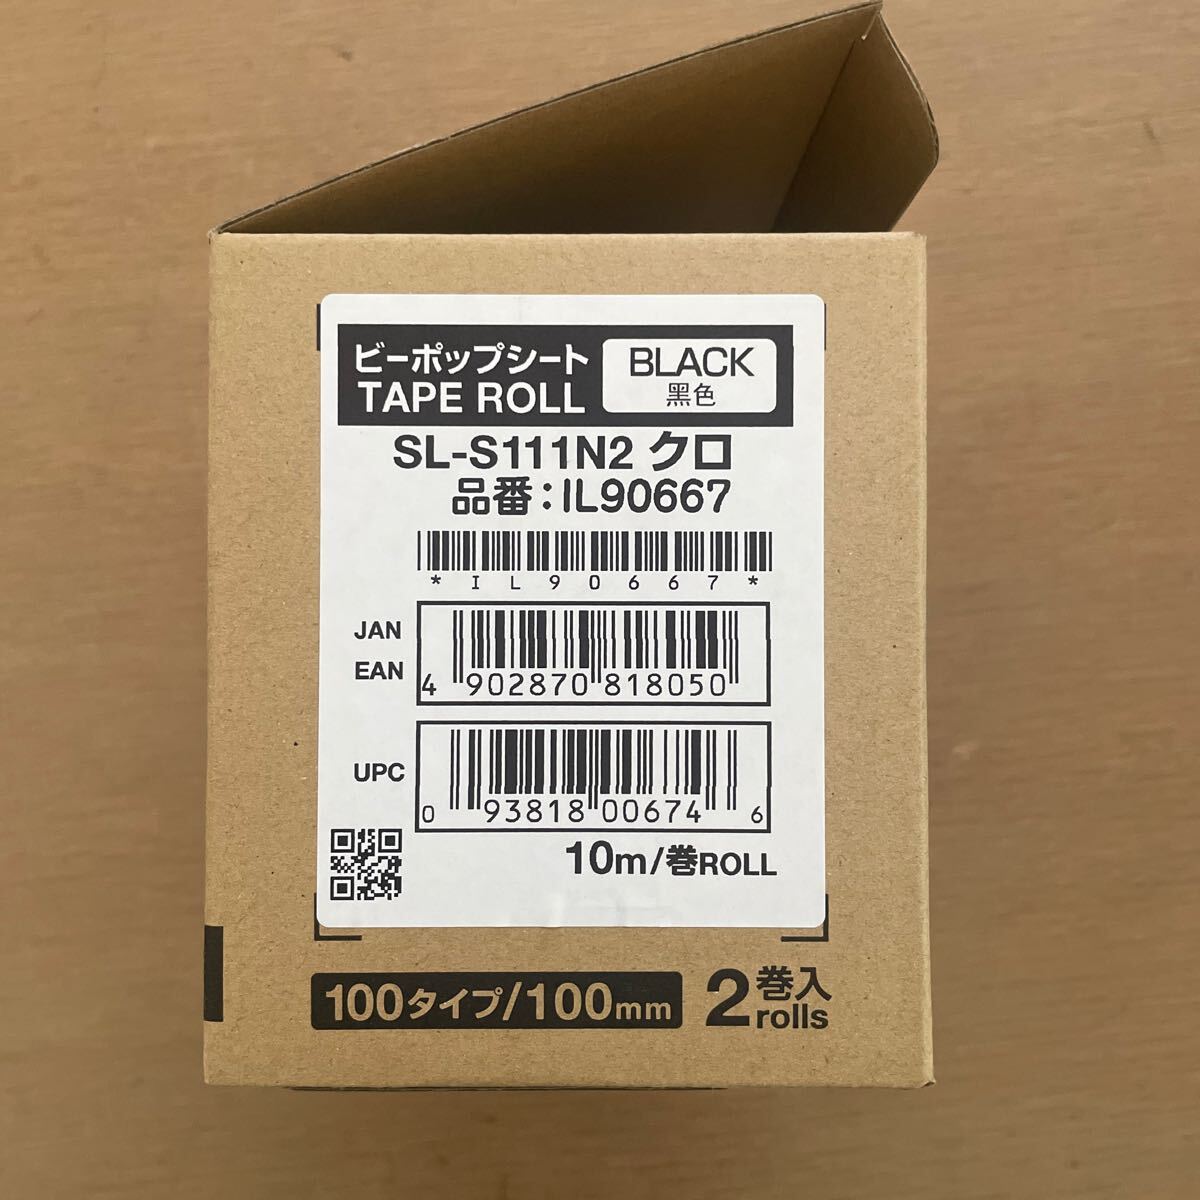 ビーポップシート
TAPE ROLL
BLACK
黑色
SL-S111N2 クロ
品番：IL90667
*IL90667*
JAN
EAN
4 902870 818050
UPC
0 93818 00674 6
10m/巻ROLL
100タイプ/100mm
2巻入
rolls